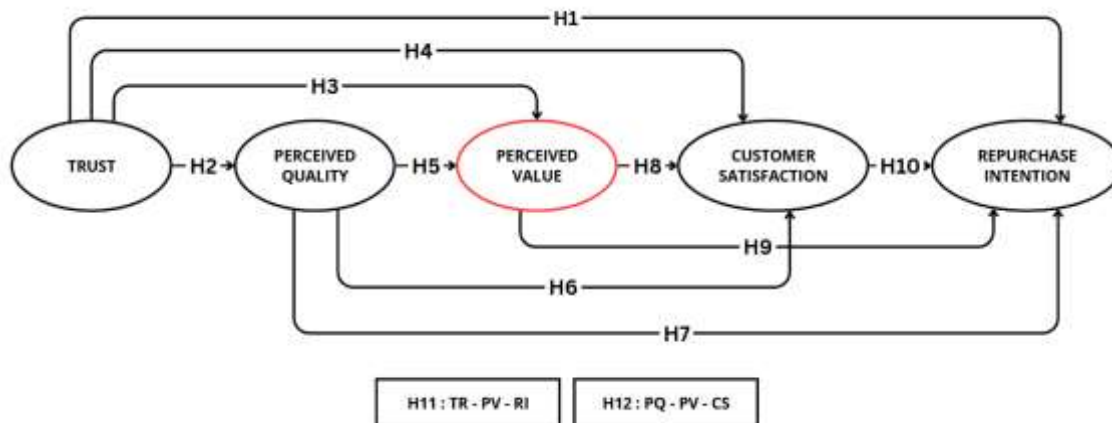 H1
H4
H3
TRUST
H2
PERCEIVED
QUALITY
H5
PERCEIVED
VALUE
H8
CUSTOMER
SATISFACTION
H10
REPURCHASE
INTENTION
H9
H6
H7
H11 : TR - PV - RI
H12 : PQ - PV - CS